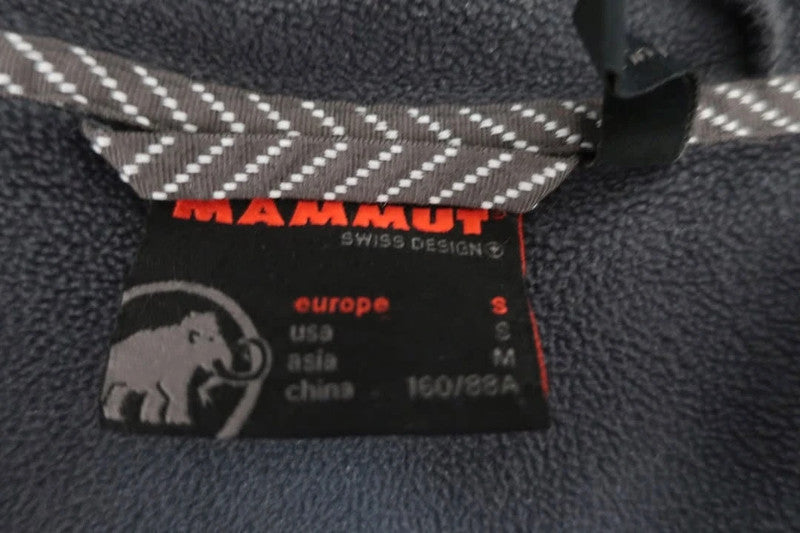 MAMMUT
SWISS DESIGN
europe S
usa S
asia M
china 160/88A